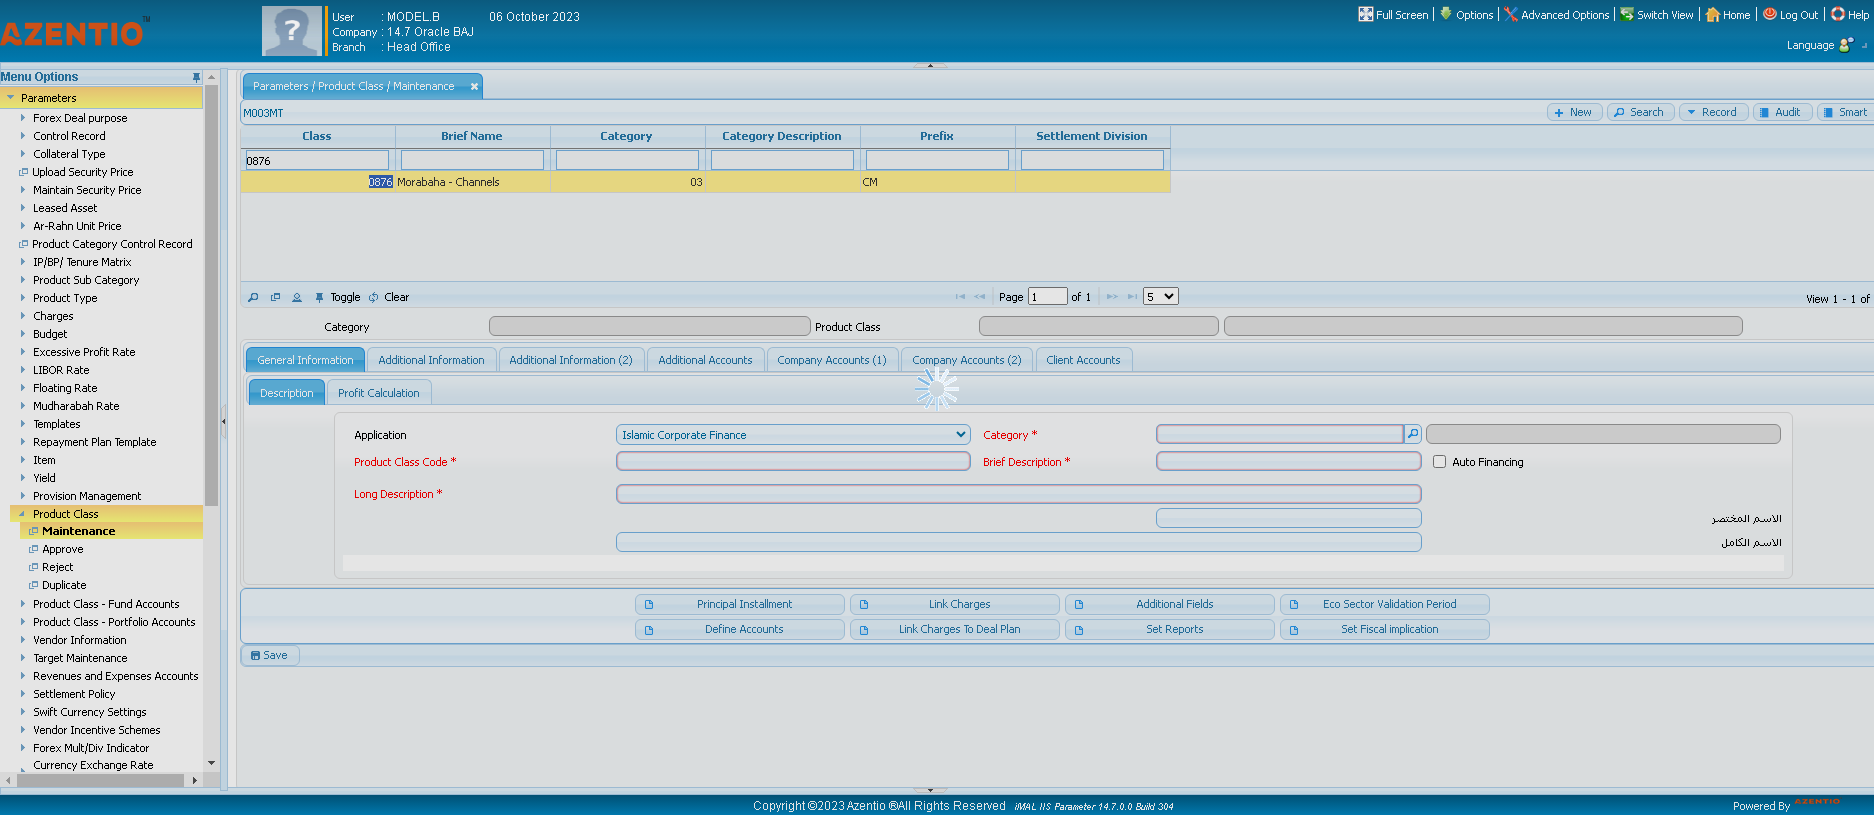 AZENTIO™
User : MODEL.B 06 October 2023
Company : 14.7 Oracle BAJ
Branch : Head Office
Full Screen Options Advanced Options Switch View Home Log Out Help
Language
Menu Options
Parameters
Forex Deal purpose
Control Record
Collateral Type
Upload Security Price
Maintain Security Price
Leased Asset
Ar-Rahn Unit Price
Product Category Control Record
IP/BP/ Tenure Matrix
Product Sub Category
Product Type
Charges
Budget
Excessive Profit Rate
LIBOR Rate
Floating Rate
Mudharabah Rate
Templates
Repayment Plan Template
Item
Yield
Provision Management
Product Class
Maintenance
Approve
Reject
Duplicate
Product Class - Fund Accounts
Product Class - Portfolio Accounts
Vendor Information
Target Maintenance
Revenues and Expenses Accounts
Settlement Policy
Swift Currency Settings
Vendor Incentive Schemes
Forex Mult/Div Indicator
Currency Exchange Rate
Parameters / Product Class / Maintenance
M003MT
New Search Record Audit Smart
Class Brief Name Category Category Description Prefix Settlement Division
0876
0876 Morabaha - Channels 03 CM
Toggle Clear Page 1 of 1 5 View 1 - 1 of
Category Product Class
General Information Additional Information Additional Information (2) Additional Accounts Company Accounts (1) Company Accounts (2) Client Accounts
Description Profit Calculation
Application Islamic Corporate Finance Category *
Product Class Code * Brief Description * Auto Financing
Long Description *
الاسم المختصر
الاسم الكامل
Principal Installment Link Charges Additional Fields Eco Sector Validation Period
Define Accounts Link Charges To Deal Plan Set Reports Set Fiscal implication
Save
Copyright ©2023 Azentio ®All Rights Reserved iMAL IIS Parameter 14.7.0.0 Build 304
Powered By AZENTIO